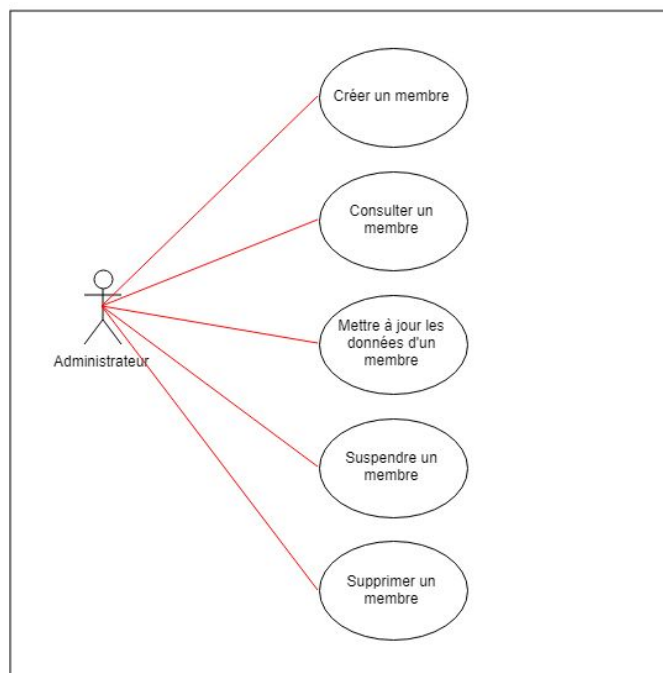 Créer un membre
Consulter un
membre
Mettre à jour les
données d'un
membre
Administrateur
Suspendre un
membre
Supprimer un
membre